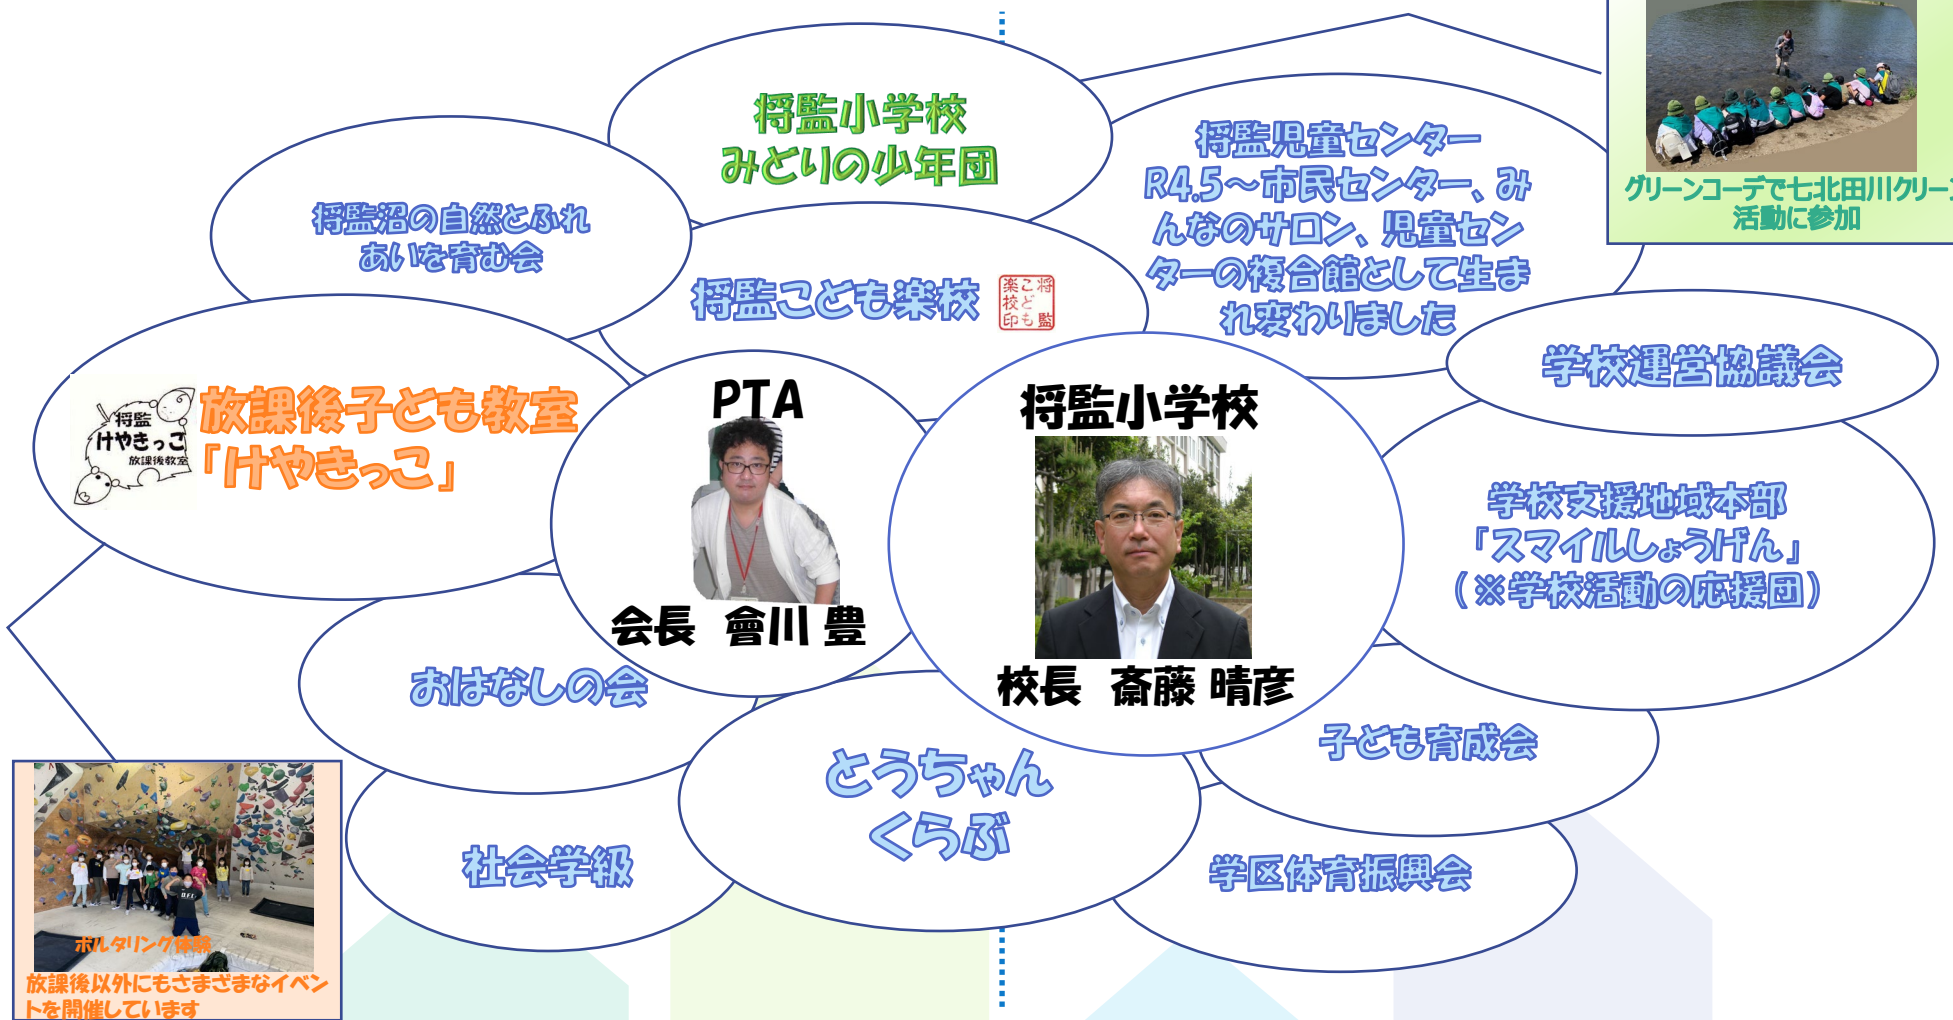 将監小学校
みどりの少年団
将監児童センター
R4.5～市民センター、み
んなのサロン、児童セン
ターの複合館として生ま
れ変わりました
グリーンコーデで七北田川クリーン
活動に参加
将監沼の自然とふれ
あいを育む会
将監こども楽校
将監
こども
楽校印
学校運営協議会
将監
けやきっこ
放課後教室
放課後子ども教室
「けやきっこ」
PTA
会長 會川 豊
将監小学校
校長 斎藤 晴彦
学校支援地域本部
「スマイルしょうげん」
（※学校活動の応援団）
おはなしの会
子ども育成会
とうちゃん
くらぶ
社会学級
学区体育振興会
ボルタリング体験
放課後以外にもさまざまなイベン
トを開催しています